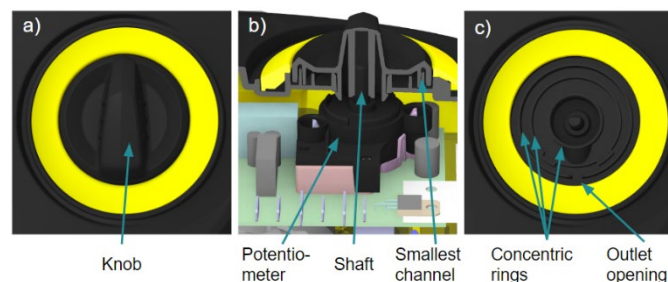 a)
b)
c)
Knob
Potentio-
meter
Shaft
Smallest
channel
Concentric
rings
Outlet
opening